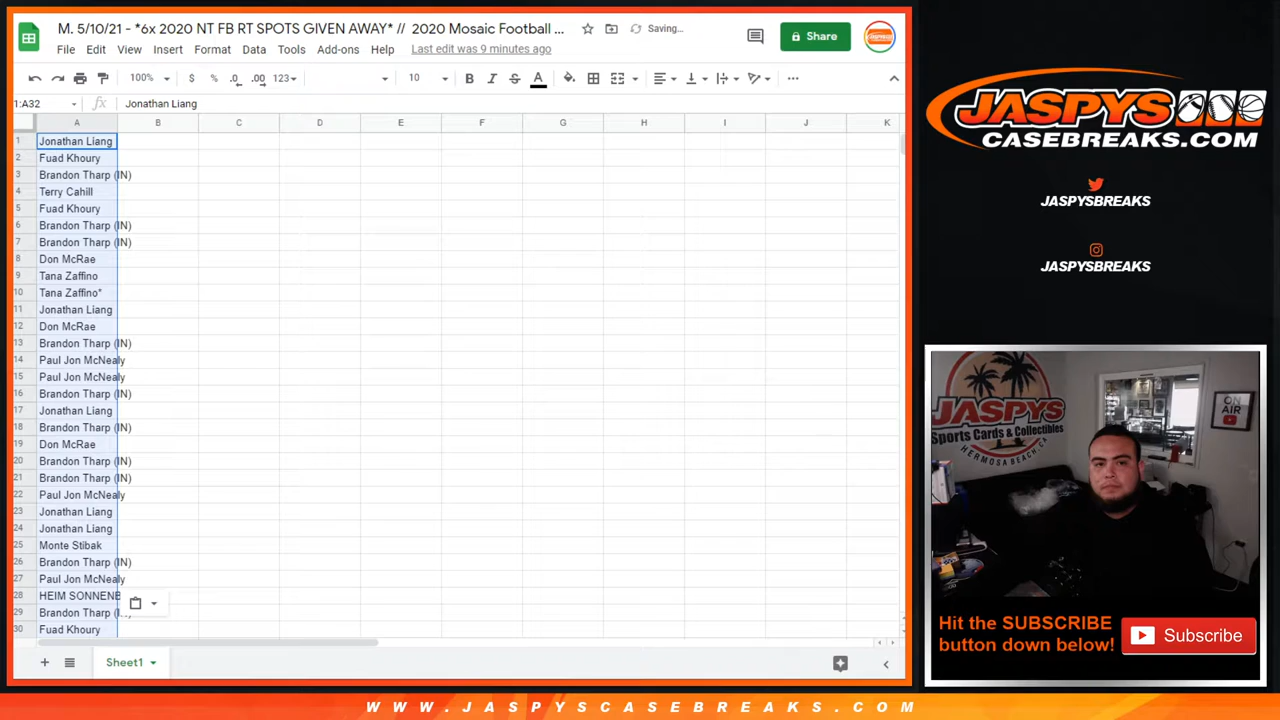 M. 5/10/21 - *6x 2020 NT FB RT SPOTS GIVEN AWAY* // 2020 Mosaic Football ...
Saving...
Share
File Edit View Insert Format Data Tools Add-ons Help Last edit was 9 minutes ago
100% $ % .0 .00 123 10 B I S A
1:A32 fx Jonathan Liang
A B C D E F G H I J K
1 Jonathan Liang
2 Fuad Khoury
3 Brandon Tharp (IN)
4 Terry Cahill
5 Fuad Khoury
6 Brandon Tharp (IN)
7 Brandon Tharp (IN)
8 Don McRae
9 Tana Zaffino
10 Tana Zaffino*
11 Jonathan Liang
12 Don McRae
13 Brandon Tharp (IN)
14 Paul Jon McNealy
15 Paul Jon McNealy
16 Brandon Tharp (IN)
17 Jonathan Liang
18 Brandon Tharp (IN)
19 Don McRae
20 Brandon Tharp (IN)
21 Brandon Tharp (IN)
22 Paul Jon McNealy
23 Jonathan Liang
24 Jonathan Liang
25 Monte Stibak
26 Brandon Tharp (IN)
27 Paul Jon McNealy
28 HEIM SONNENB
29 Brandon Tharp (IN)
30 Fuad Khoury
Sheet1
JASPYS
CASEBREAKS.COM
JASPYSBREAKS
JASPYSBREAKS
JASPYS
Sports Cards & Collectibles
HERMOSA BEACH, CA
ON
AIR
Hit the SUBSCRIBE
button down below!
Subscribe
WWW.JASPYSCASEBREAKS.COM